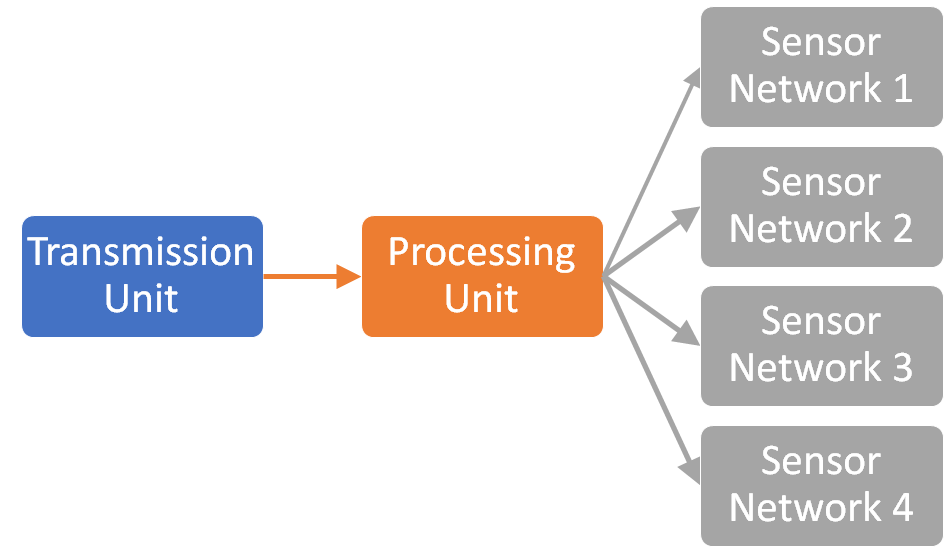 Transmission
Unit
Processing
Unit
Sensor
Network 1
Sensor
Network 2
Sensor
Network 3
Sensor
Network 4